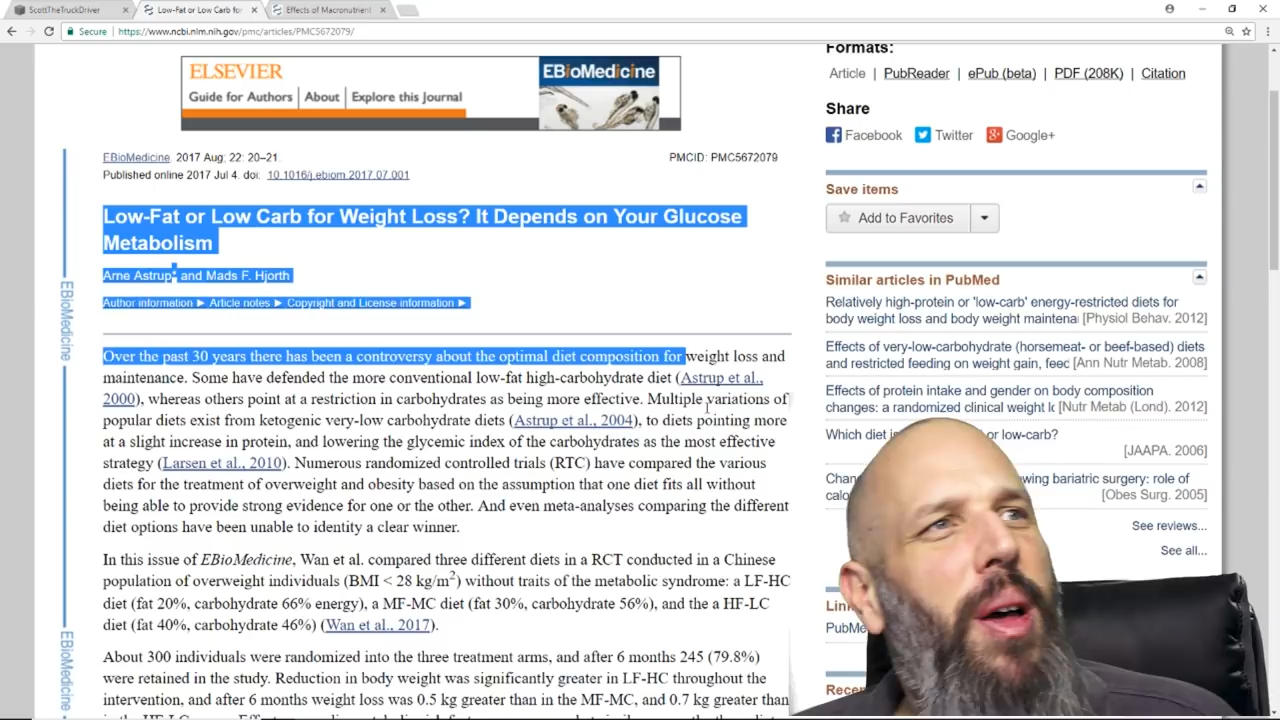 ScottTheTruckDriver
Low-Fat or Low Carb for
Effects of Macronutrient
Secure
https://www.ncbi.nlm.nih.gov/pmc/articles/PMC5672079/
ELSEVIER
Guide for Authors
About
Explore this Journal
EBioMedicine
EBioMedicine. 2017 Aug; 22: 20–21.
PMCID: PMC5672079
Published online 2017 Jul 4. doi: 10.1016/j.ebiom.2017.07.001
Low-Fat or Low Carb for Weight Loss? It Depends on Your Glucose
Metabolism
Arne Astrup* and Mads F. Hjorth
Author information ► Article notes ► Copyright and License information ►
Over the past 30 years there has been a controversy about the optimal diet composition for weight loss and
maintenance. Some have defended the more conventional low-fat high-carbohydrate diet (Astrup et al.,
2000), whereas others point at a restriction in carbohydrates as being more effective. Multiple variations of
popular diets exist from ketogenic very-low carbohydrate diets (Astrup et al., 2004), to diets pointing more
at a slight increase in protein, and lowering the glycemic index of the carbohydrates as the most effective
strategy (Larsen et al., 2010). Numerous randomized controlled trials (RTC) have compared the various
diets for the treatment of overweight and obesity based on the assumption that one diet fits all without
being able to provide strong evidence for one or the other. And even meta-analyses comparing the different
diet options have been unable to identity a clear winner.
In this issue of EBioMedicine, Wan et al. compared three different diets in a RCT conducted in a Chinese
population of overweight individuals (BMI < 28 kg/m2) without traits of the metabolic syndrome: a LF-HC
diet (fat 20%, carbohydrate 66% energy), a MF-MC diet (fat 30%, carbohydrate 56%), and the a HF-LC
diet (fat 40%, carbohydrate 46%) (Wan et al., 2017).
About 300 individuals were randomized into the three treatment arms, and after 6 months 245 (79.8%)
were retained in the study. Reduction in body weight was significantly greater in LF-HC throughout the
intervention, and after 6 months weight loss was 0.5 kg greater than in the MF-MC, and 0.7 kg greater than
EBioMedicine
EBioMedicine
Formats:
Article
PubReader
ePub (beta)
PDF (208K)
Citation
Share
Facebook
Twitter
Google+
Save items
Add to Favorites
Similar articles in PubMed
Relatively high-protein or 'low-carb' energy-restricted diets for
body weight loss and body weight maintena [Physiol Behav. 2012]
Effects of very-low-carbohydrate (horsemeat- or beef-based) diets
and restricted feeding on weight gain, feec [Ann Nutr Metab. 2008]
Effects of protein intake and gender on body composition
changes: a randomized clinical weight lc [Nutr Metab (Lond). 2012]
Which diet or low-carb?
[JAAPA. 2006]
owing bariatric surgery: role of
[Obes Surg. 2005]
See reviews...
See all...